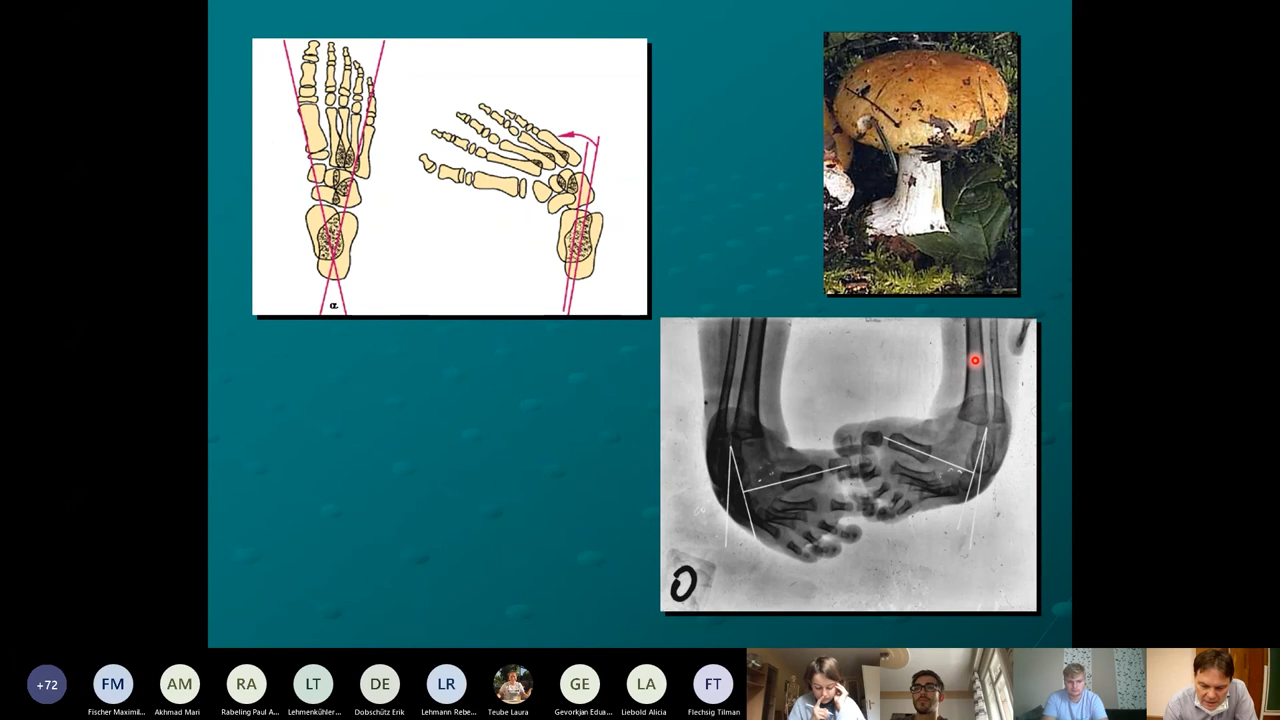 α
O
+72
FM
AM
RA
LT
DE
LR
GE
LA
FT
Fischer Maximil...
Akhmad Mari
Rabeling Paul A...
Lehmenkühler...
Dobschütz Erik
Lehmann Rebe...
Teube Laura
Gevorkjan Edua...
Liebold Alicia
Flechsig Tilman